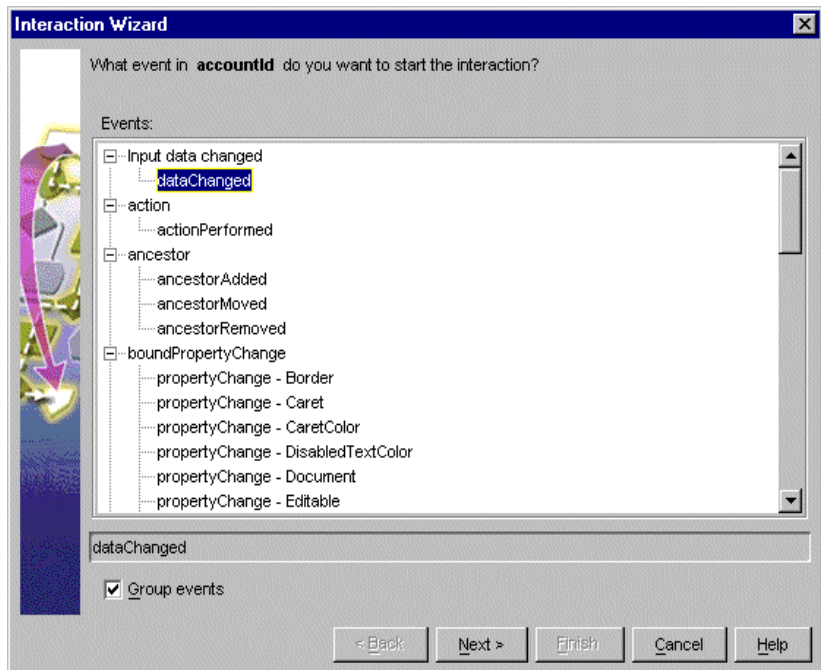 Interaction Wizard
What event in accountId do you want to start the interaction?
Events:
Input data changed
dataChanged
action
actionPerformed
ancestor
ancestorAdded
ancestorMoved
ancestorRemoved
boundPropertyChange
propertyChange - Border
propertyChange - Caret
propertyChange - CaretColor
propertyChange - DisabledTextColor
propertyChange - Document
propertyChange - Editable
dataChanged
Group events
< Back Next > Finish Cancel Help